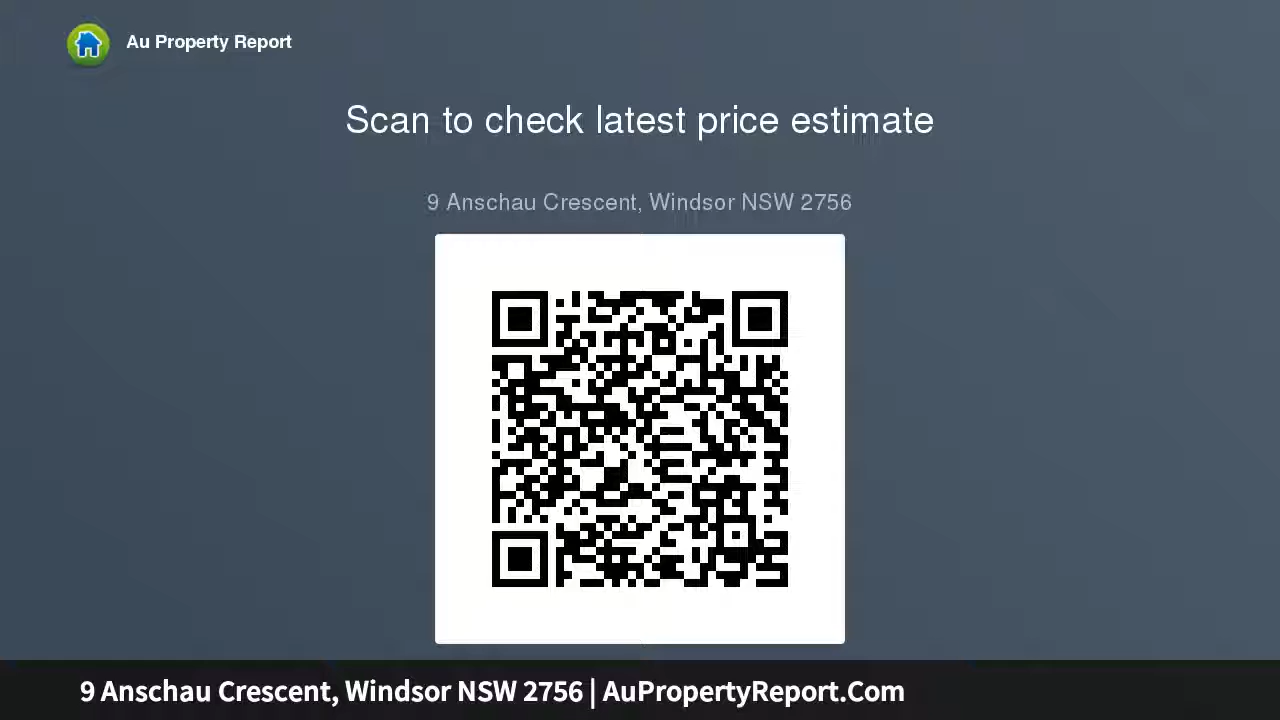 Au Property Report
Scan to check latest price estimate
9 Anschau Crescent, Windsor NSW 2756
9 Anschau Crescent, Windsor NSW 2756 | AuPropertyReport.Com